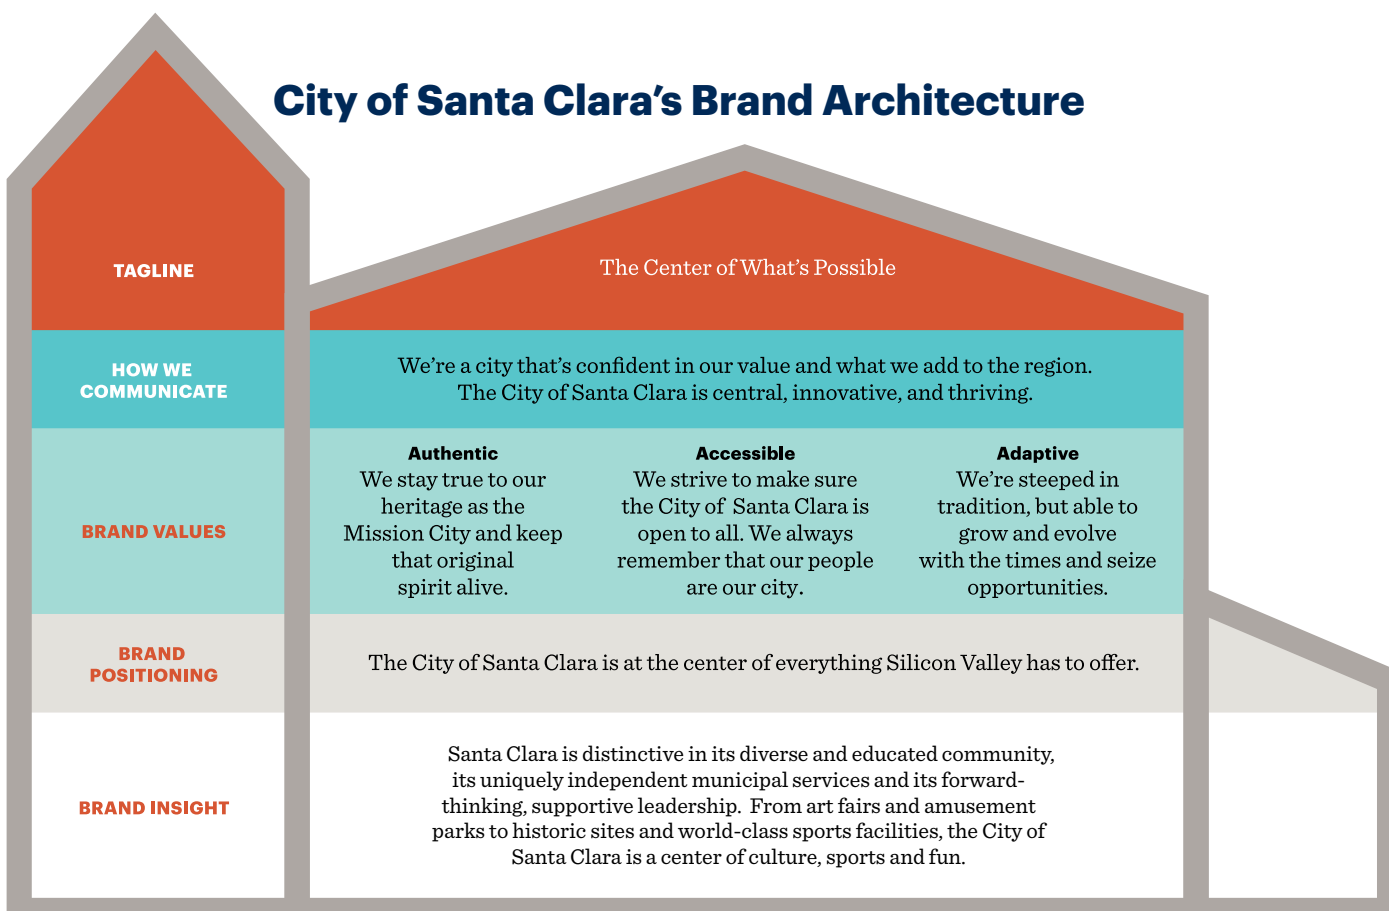 City of Santa Clara’s Brand Architecture
TAGLINE
The Center of What’s Possible
HOW WE
COMMUNICATE
We’re a city that’s confident in our value and what we add to the region.
The City of Santa Clara is central, innovative, and thriving.
BRAND VALUES
Authentic
We stay true to our
heritage as the
Mission City and keep
that original
spirit alive.
Accessible
We strive to make sure
the City of Santa Clara is
open to all. We always
remember that our people
are our city.
Adaptive
We’re steeped in
tradition, but able to
grow and evolve
with the times and seize
opportunities.
BRAND
POSITIONING
The City of Santa Clara is at the center of everything Silicon Valley has to offer.
BRAND INSIGHT
Santa Clara is distinctive in its diverse and educated community,
its uniquely independent municipal services and its forward-
thinking, supportive leadership. From art fairs and amusement
parks to historic sites and world-class sports facilities, the City of
Santa Clara is a center of culture, sports and fun.